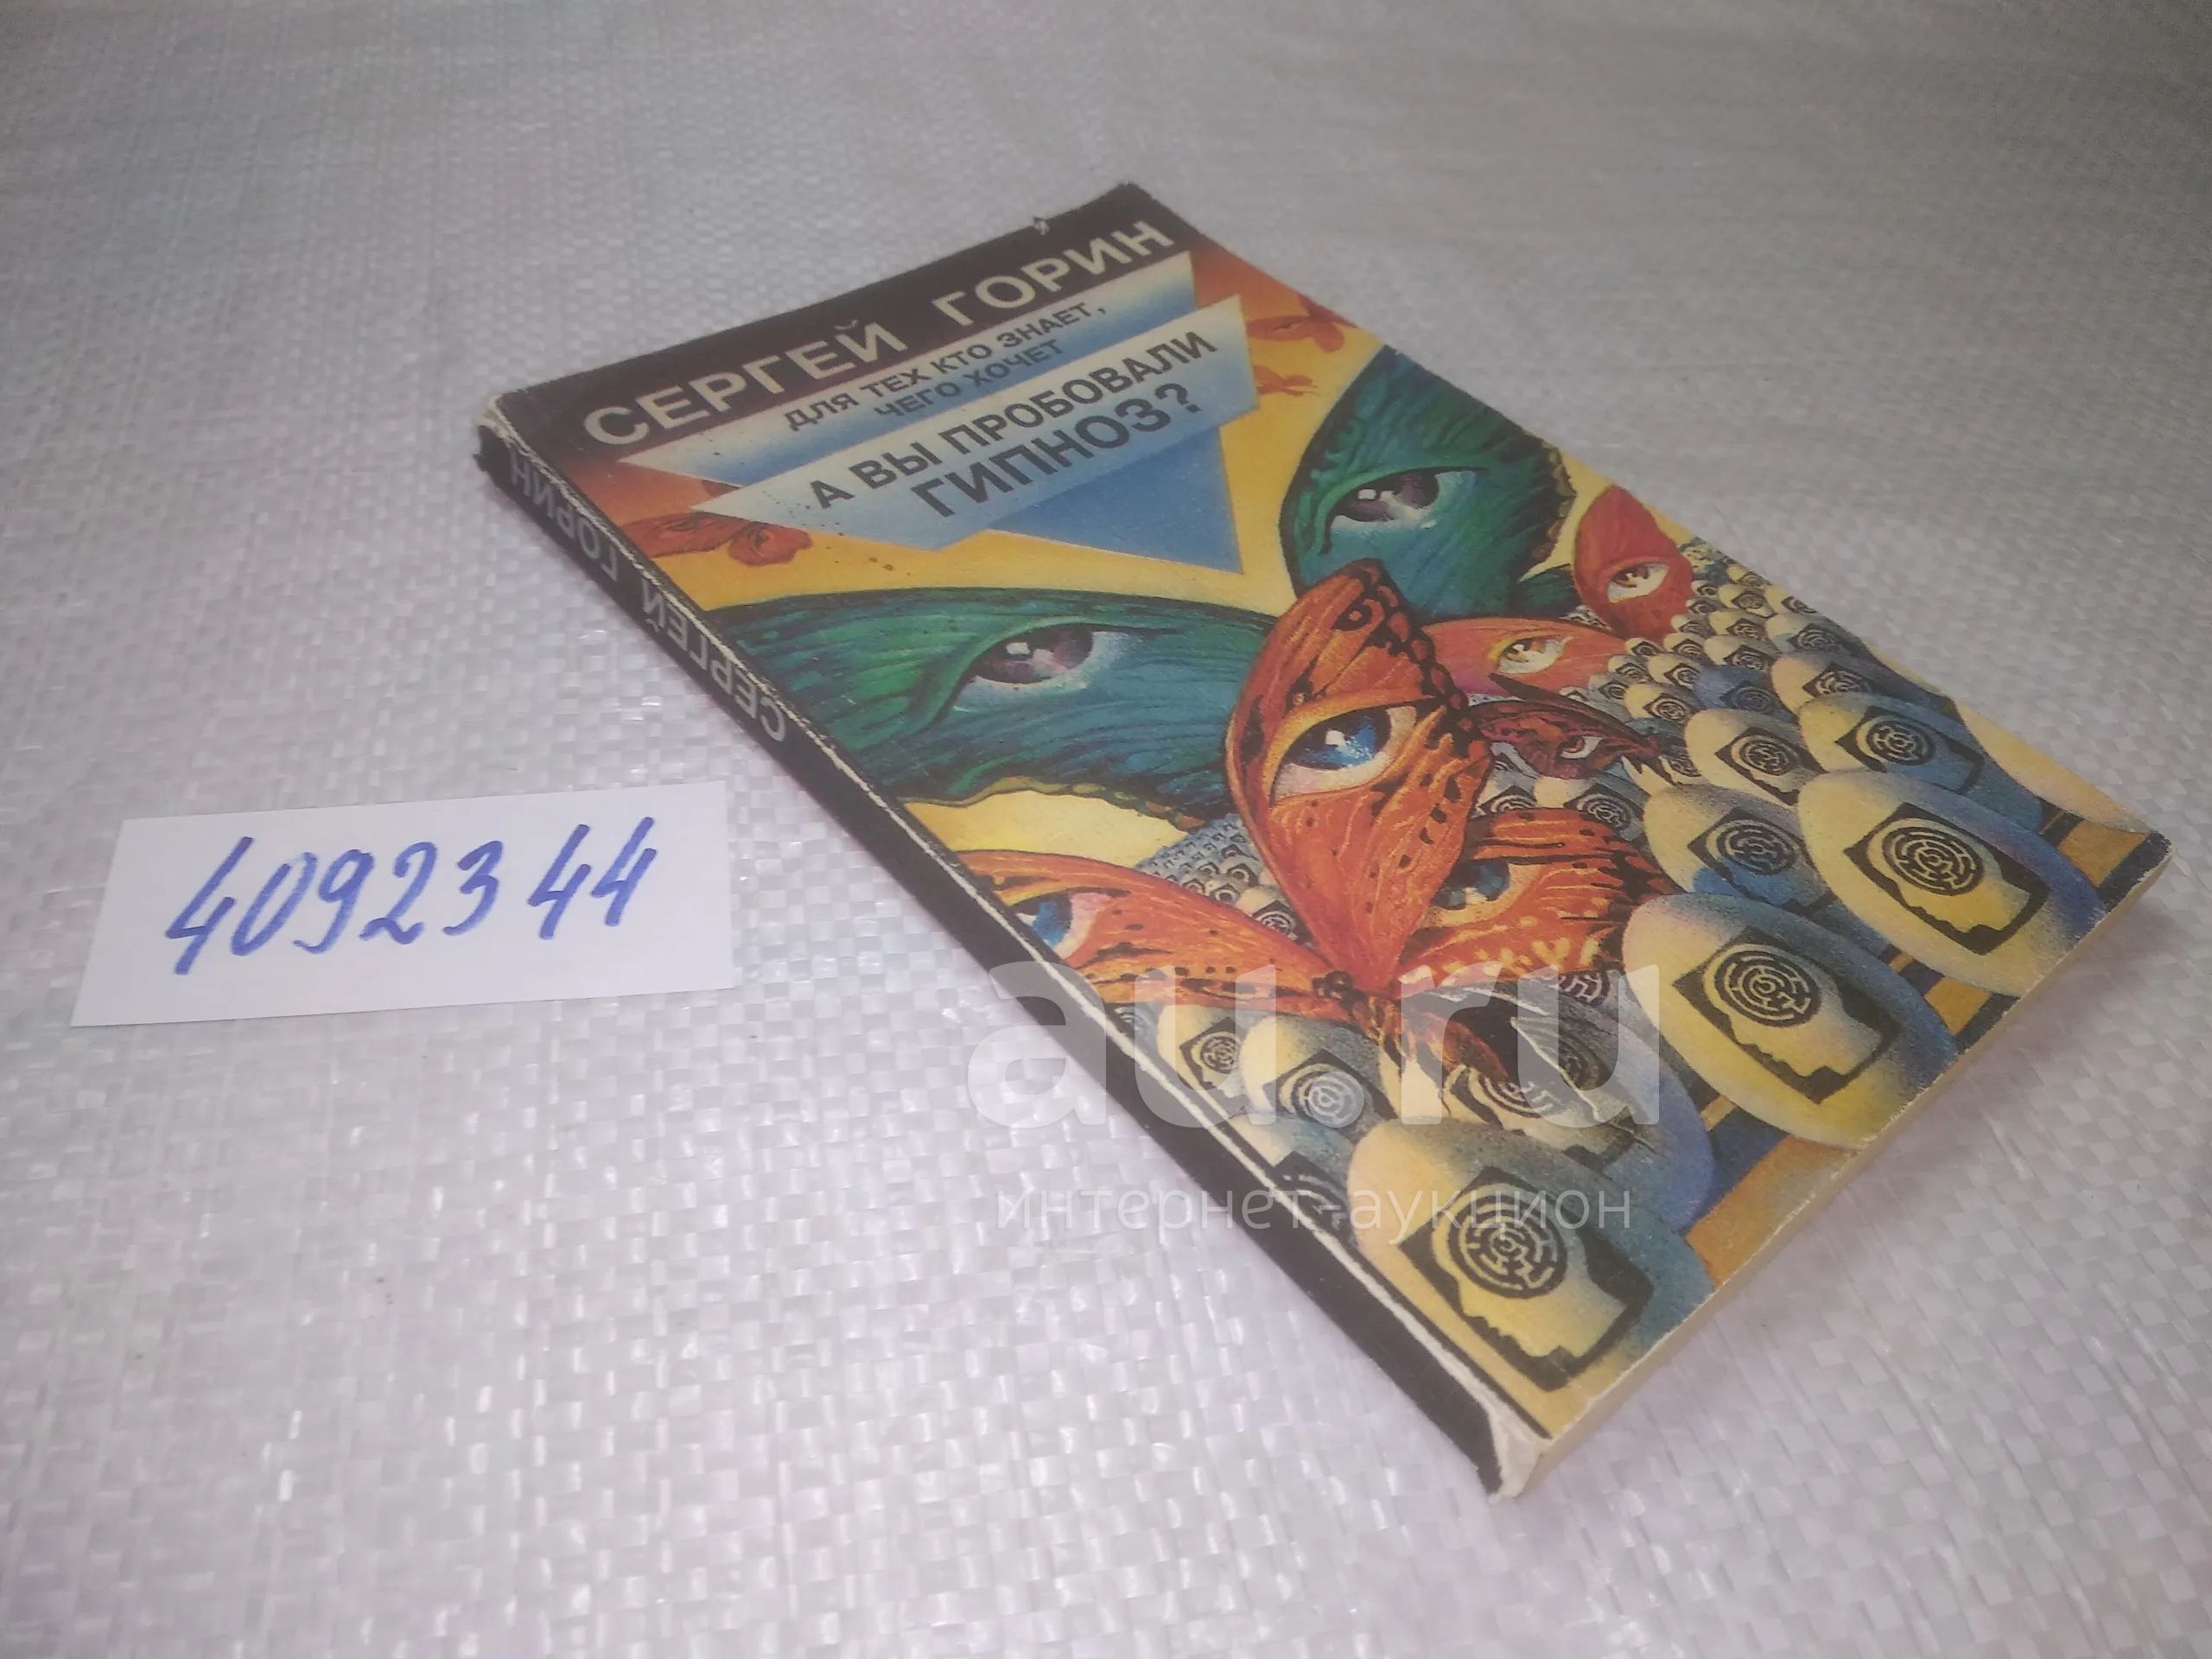 СЕРГЕЙ ГОРИН
ДЛЯ ТЕХ КТО ЗНАЕТ,
ЧЕГО ХОЧЕТ
А ВЫ ПРОБОВАЛИ
ГИПНОЗ?
СЕРГЕЙ ГОРИН
4092344
au.ru
интернет аукцион